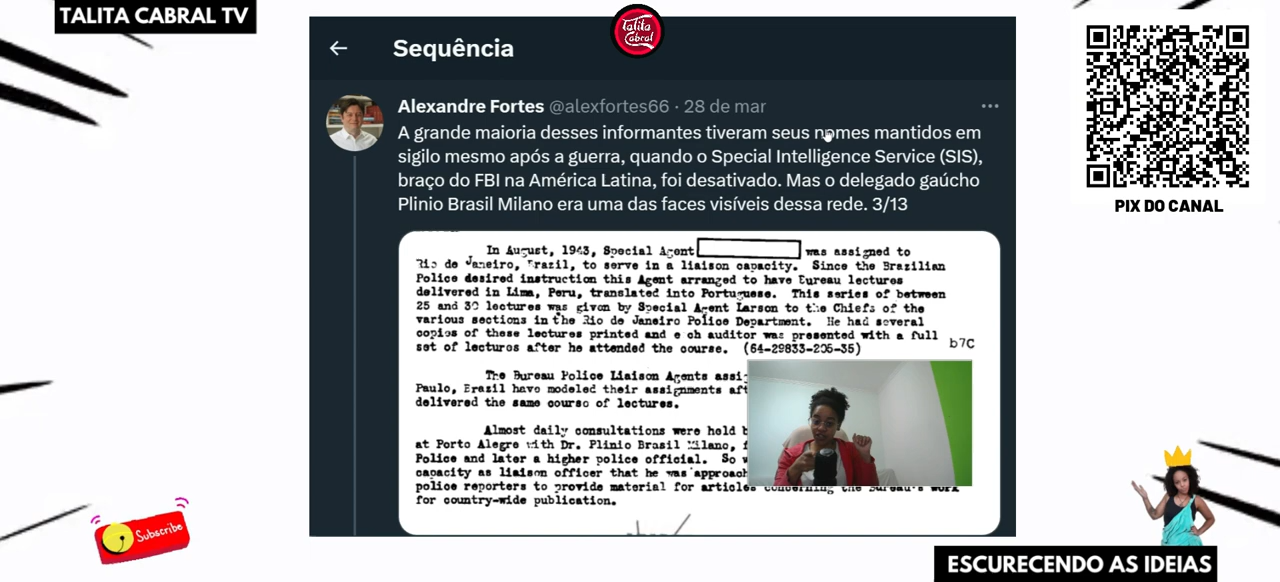 TALITA CABRAL TV
Talita
Cabral
Sequência
Alexandre Fortes @alexfortes66 · 28 de mar
A grande maioria desses informantes tiveram seus nomes mantidos em
sigilo mesmo após a guerra, quando o Special Intelligence Service (SIS),
braço do FBI na América Latina, foi desativado. Mas o delegado gaúcho
Plinio Brasil Milano era uma das faces visíveis dessa rede. 3/13
In August, 1943, Special Agent was assigned to
Rio de Janeiro, Brazil, to serve in a liaison capacity. Since the Brazilian
Police desired instruction this Agent arranged to have Bureau lectures
delivered in Lima, Peru, translated into Portuguese. This series of between
25 and 30 lectures was given by Special Agent Larson to the Chiefs of the
various sections in the Rio de Janeiro Police Department. He had several
copies of these lectures printed and each auditor was presented with a full
set of lectures after he attended the course. (64-29833-206-35)
b7C
The Bureau Police Liaison Agents assi
Paulo, Brazil have modeled their assignments aft
delivered the same course of lectures.
Almost daily consultations were held b
at Porto Alegre with Dr. Plinio Brasil Milano, f
Police and later a higher police official. So w
capacity as liaison officer that he was approach
police reporters to provide material for articles concerning the Bureau's work
for country-wide publication.
PIX DO CANAL
Subscribe
ESCURECENDO AS IDEIAS